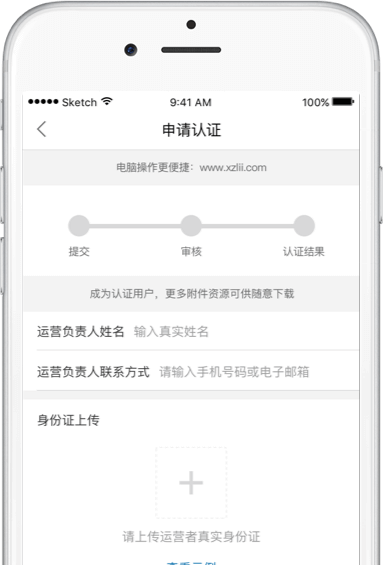 ●●●●● Sketch 9:41 AM 100%
申请认证
电脑操作更便捷：www.xzlii.com
提交 审核 认证结果
成为认证用户，更多附件资源可供随意下载
运营负责人姓名 输入真实姓名
运营负责人联系方式 请输入手机号码或电子邮箱
身份证上传
请上传运营者真实身份证
查看示例